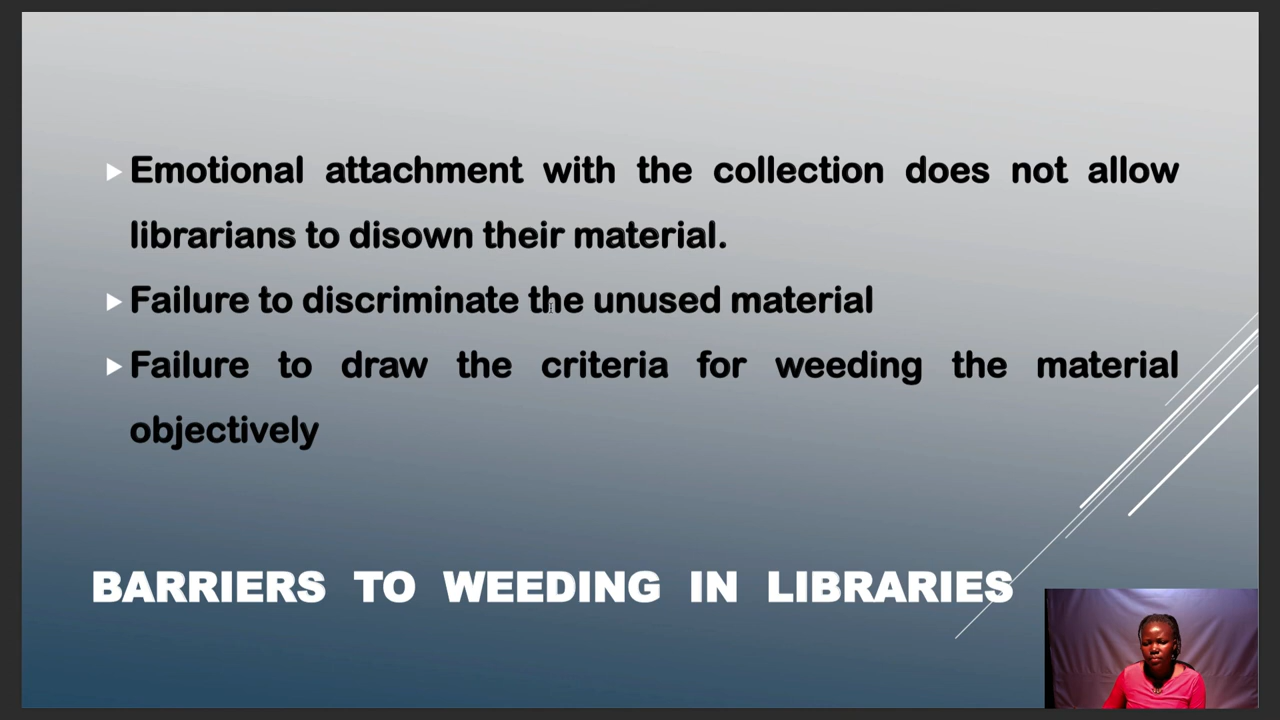 Emotional attachment with the collection does not allow
librarians to disown their material.
Failure to discriminate the unused material
Failure to draw the criteria for weeding the material
objectively
BARRIERS TO WEEDING IN LIBRARIES